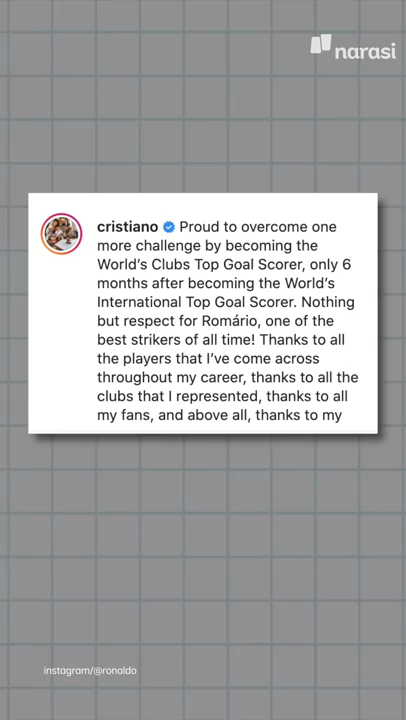 narasi
cristiano Proud to overcome one
more challenge by becoming the
World's Clubs Top Goal Scorer, only 6
months after becoming the World's
International Top Goal Scorer. Nothing
but respect for Romário, one of the
best strikers of all time! Thanks to all
the players that I've come across
throughout my career, thanks to all the
clubs that I represented, thanks to all
my fans, and above all, thanks to my
instagram/@ronaldo